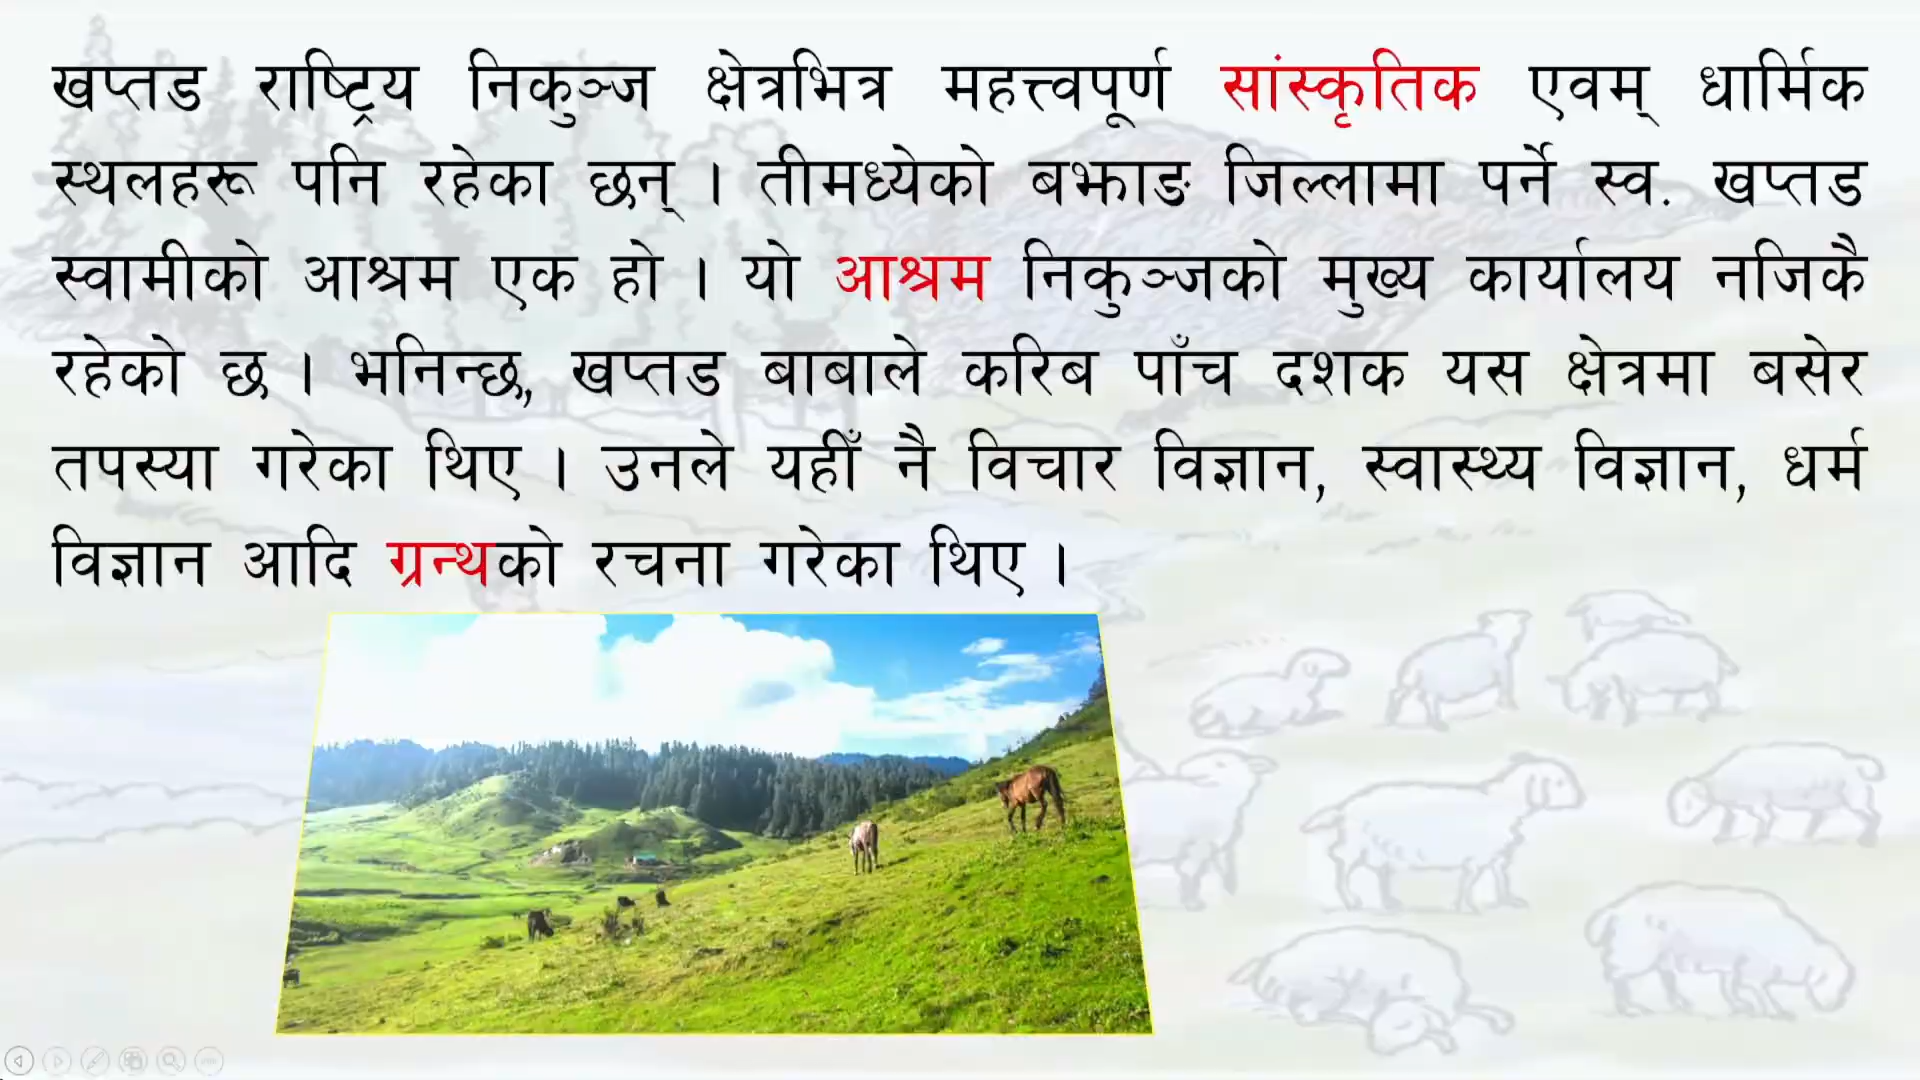 खप्तड राष्ट्रिय निकुञ्ज क्षेत्रभित्र महत्त्वपूर्ण सांस्कृतिक एवम् धार्मिक
स्थलहरू पनि रहेका छन् । तीमध्येको बझाङ जिल्लामा पर्ने स्व. खप्तड
स्वामीको आश्रम एक हो । यो आश्रम निकुञ्जको मुख्य कार्यालय नजिकै
रहेको छ । भनिन्छ, खप्तड बाबाले करिब पाँच दशक यस क्षेत्रमा बसेर
तपस्या गरेका थिए । उनले यहीँ नै विचार विज्ञान, स्वास्थ्य विज्ञान, धर्म
विज्ञान आदि ग्रन्थको रचना गरेका थिए ।